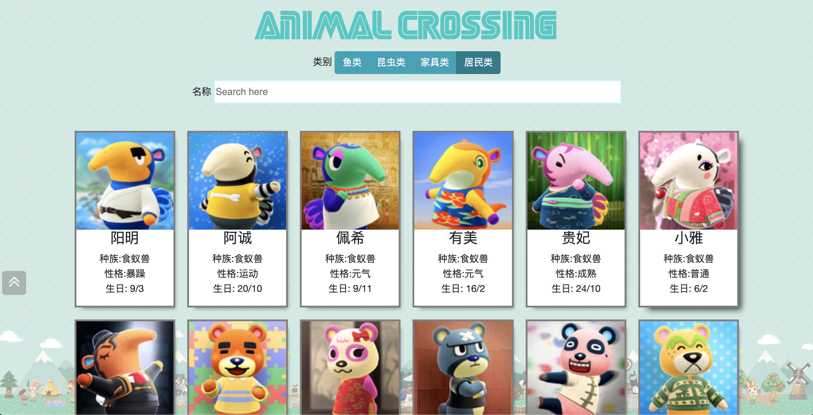 ANIMAL CROSSING
类别 鱼类 昆虫类 家具类 居民类
名称 Search here
阳明
种族:食蚁兽
性格:暴躁
生日: 9/3
阿诚
种族:食蚁兽
性格:运动
生日: 20/10
佩希
种族:食蚁兽
性格:元气
生日: 9/11
有美
种族:食蚁兽
性格:元气
生日: 16/2
贵妃
种族:食蚁兽
性格:成熟
生日: 24/10
小雅
种族:食蚁兽
性格:普通
生日: 6/2